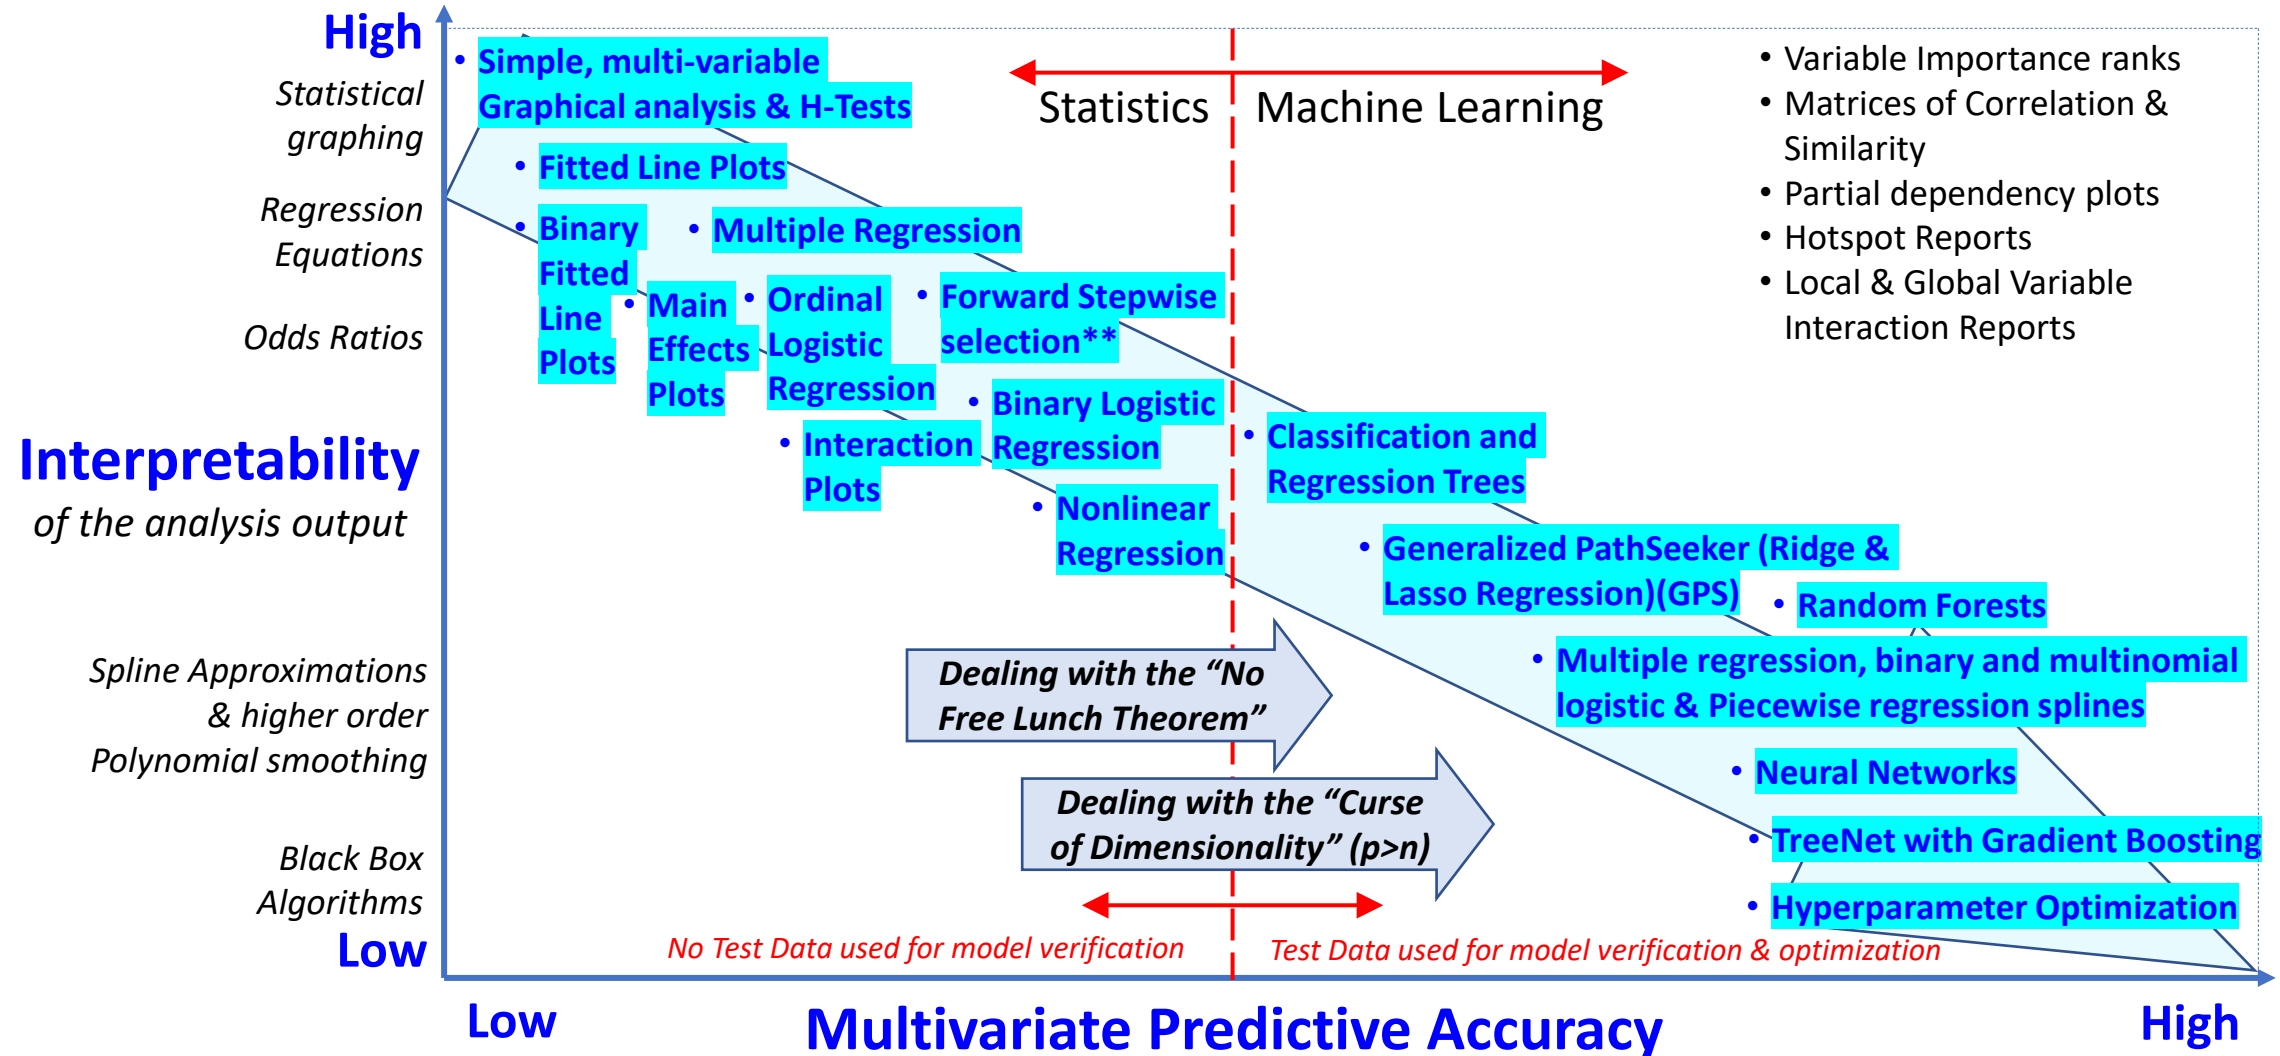 High
Statistical
graphing
Regression
Equations
Odds Ratios
Interpretability
of the analysis output
Spline Approximations
& higher order
Polynomial smoothing
Black Box
Algorithms
Low
• Simple, multi-variable
Graphical analysis & H-Tests
• Fitted Line Plots
• Binary
Fitted
Line
Plots
• Multiple Regression
• Main
Effects
Plots
• Ordinal
Logistic
Regression
• Forward Stepwise
selection**
• Binary Logistic
Regression
• Interaction
Plots
• Nonlinear
Regression
Statistics
Machine Learning
• Variable Importance ranks
• Matrices of Correlation &
Similarity
• Partial dependency plots
• Hotspot Reports
• Local & Global Variable
Interaction Reports
• Classification and
Regression Trees
• Generalized PathSeeker (Ridge &
Lasso Regression)(GPS)
• Random Forests
• Multiple regression, binary and multinomial
logistic & Piecewise regression splines
• Neural Networks
• TreeNet with Gradient Boosting
• Hyperparameter Optimization
Dealing with the “No
Free Lunch Theorem”
Dealing with the “Curse
of Dimensionality” (p>n)
No Test Data used for model verification
Test Data used for model verification & optimization
Low
Multivariate Predictive Accuracy
High